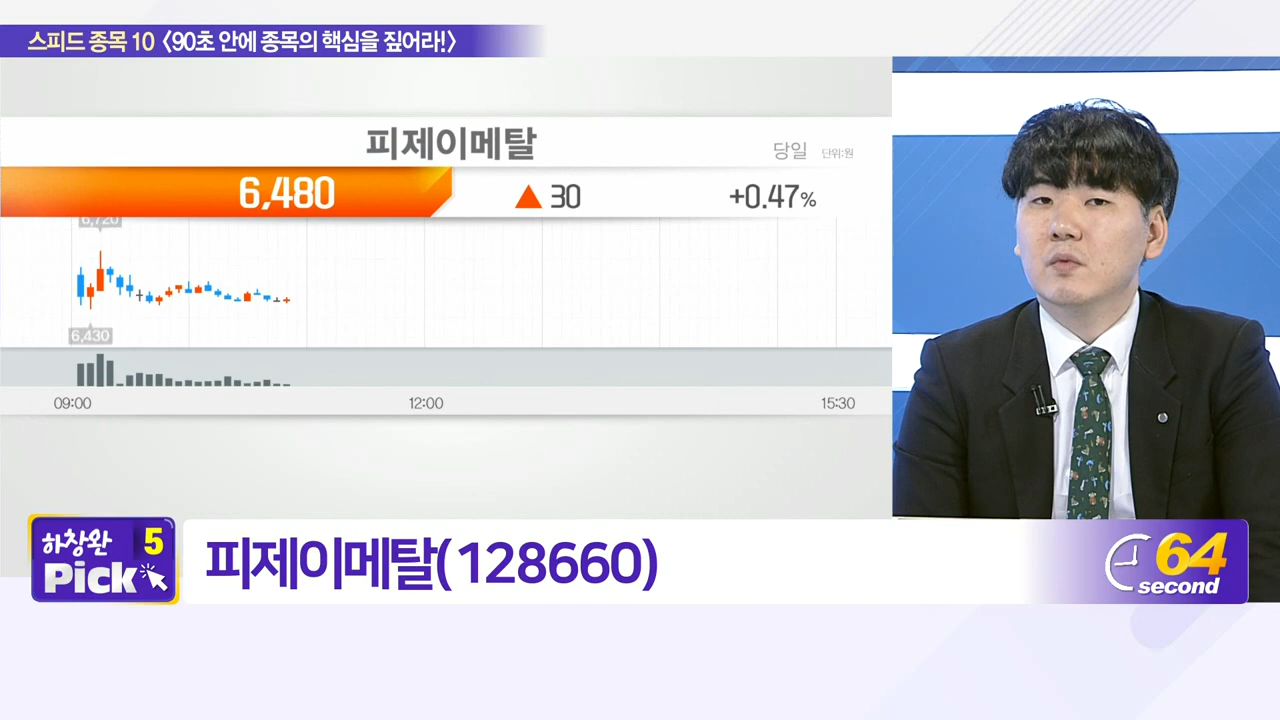 스피드 종목 10 〈90초 안에 종목의 핵심을 짚어라!〉
피제이메탈
당일 단위:원
6,480 ▲ 30 +0.47%
6,720
6,430
09:00 12:00 15:30
하창완 5
Pick
피제이메탈(128660)
64
second